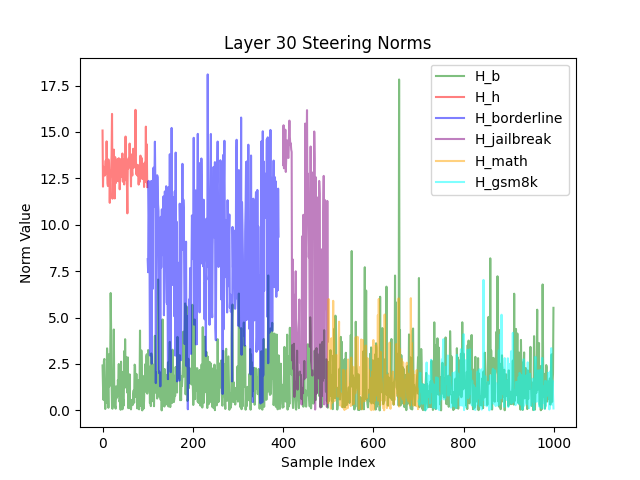 Layer 30 Steering Norms
Norm Value
17.5
15.0
12.5
10.0
7.5
5.0
2.5
0.0
H_b
H_h
H_borderline
H_jailbreak
H_math
H_gsm8k
0
200
400
600
800
1000
Sample Index